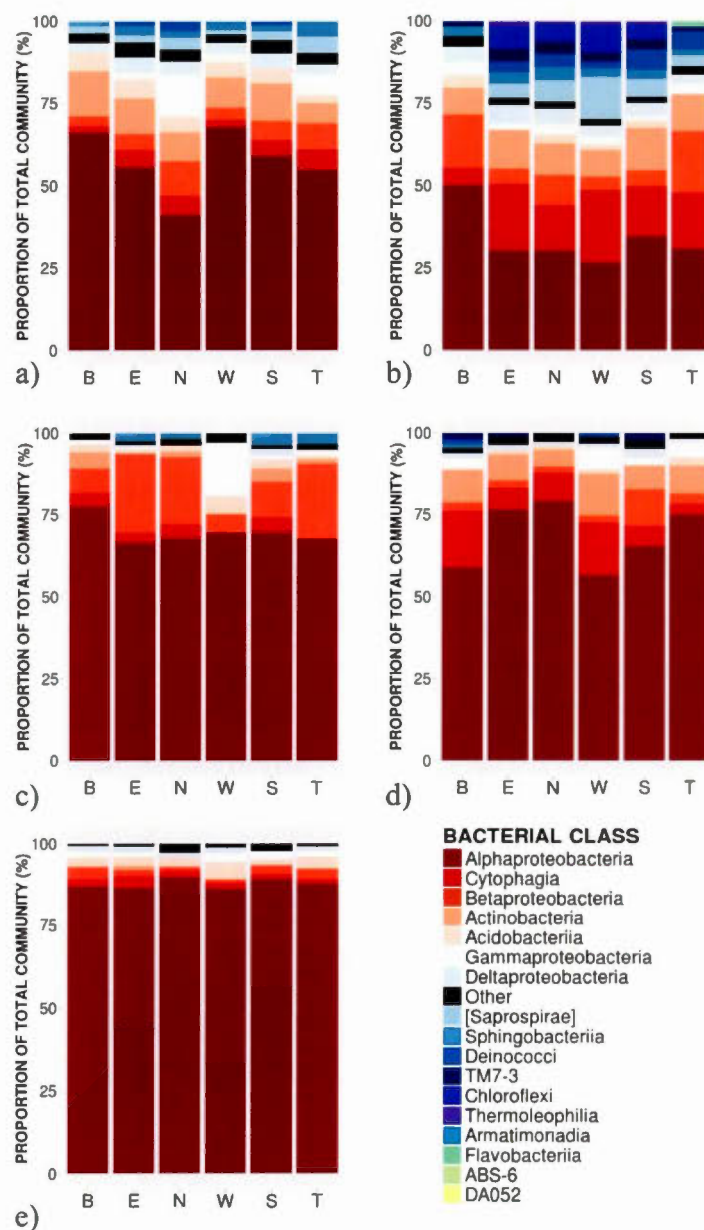 PROPORTION OF TOTAL COMMUNITY (%)
100
75
50
25
0
B E N W S T
a)
PROPORTION OF TOTAL COMMUNITY (%)
100
75
50
25
0
B E N W S T
b)
PROPORTION OF TOTAL COMMUNITY (%)
100
75
50
25
0
B E N W S T
c)
PROPORTION OF TOTAL COMMUNITY (%)
100
75
50
25
0
B E N W S T
d)
PROPORTION OF TOTAL COMMUNITY (%)
100
75
50
25
0
B E N W S T
e)
BACTERIAL CLASS
Alphaproteobacteria
Cytophagia
Betaproteobacteria
Actinobacteria
Acidobacteriia
Gammaproteobacteria
Deltaproteobacteria
Other
[Saprospirae]
Sphingobacteriia
Deinococci
TM7-3
Chloroflexi
Thermoleophilia
Armatimonadia
Flavobacteriia
ABS-6
DA052